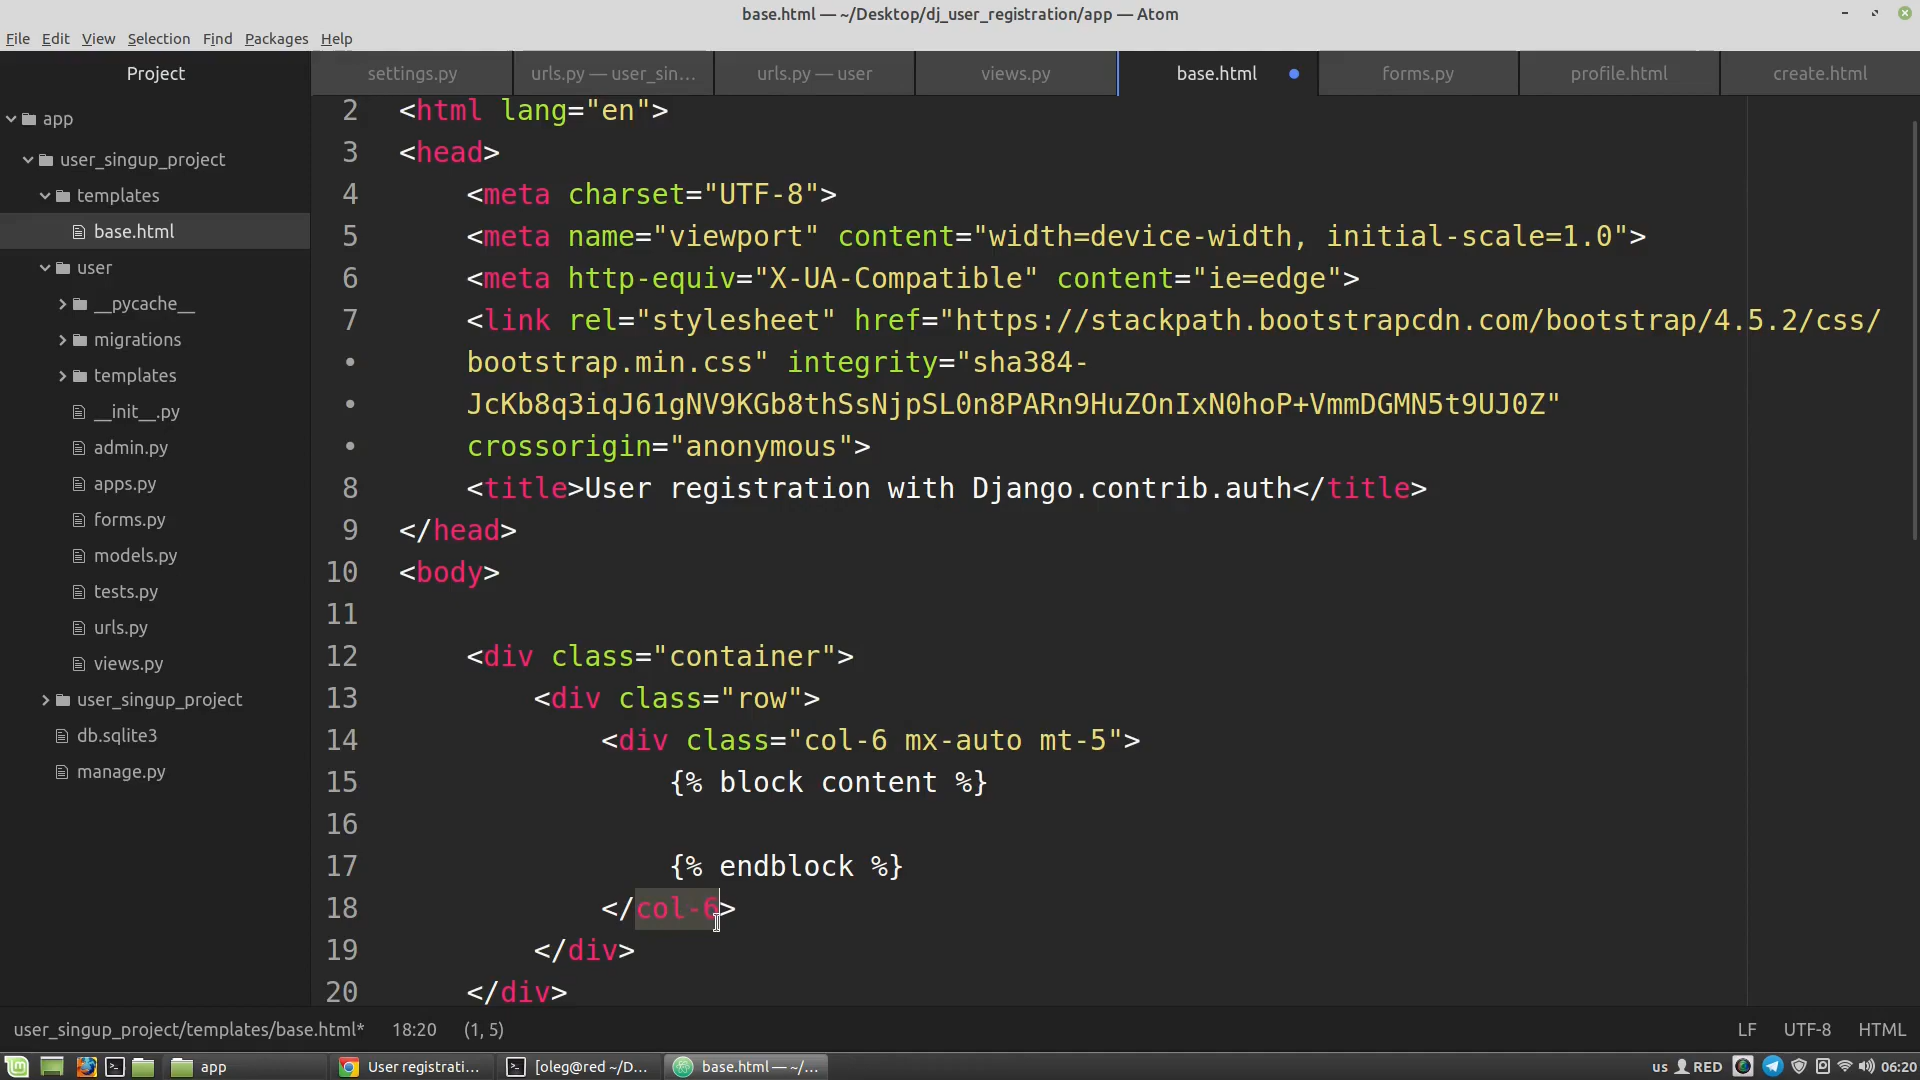 base.html — ~/Desktop/dj_user_registration/app — Atom
File Edit View Selection Find Packages Help
Project
settings.py
urls.py — user_sin…
urls.py — user
views.py
base.html
forms.py
profile.html
create.html
app
user_singup_project
templates
base.html
user
__pycache__
migrations
templates
__init__.py
admin.py
apps.py
forms.py
models.py
tests.py
urls.py
views.py
user_singup_project
db.sqlite3
manage.py
2 <html lang="en">
3 <head>
4 <meta charset="UTF-8">
5 <meta name="viewport" content="width=device-width, initial-scale=1.0">
6 <meta http-equiv="X-UA-Compatible" content="ie=edge">
7 <link rel="stylesheet" href="https://stackpath.bootstrapcdn.com/bootstrap/4.5.2/css/
• bootstrap.min.css" integrity="sha384-
• JcKb8q3iqJ61gNV9KGb8thSsNjpSL0n8PARn9HuZOnIxN0hoP+VmmDGMN5t9UJ0Z"
• crossorigin="anonymous">
8 <title>User registration with Django.contrib.auth</title>
9 </head>
10 <body>
11
12 <div class="container">
13 <div class="row">
14 <div class="col-6 mx-auto mt-5">
15 {% block content %}
16
17 {% endblock %}
18 </col-6>
19 </div>
20 </div>
user_singup_project/templates/base.html* 18:20 (1, 5)
LF UTF-8 HTML
app
User registrati...
[oleg@red ~/D...
base.html — ~/...
us RED 06:20